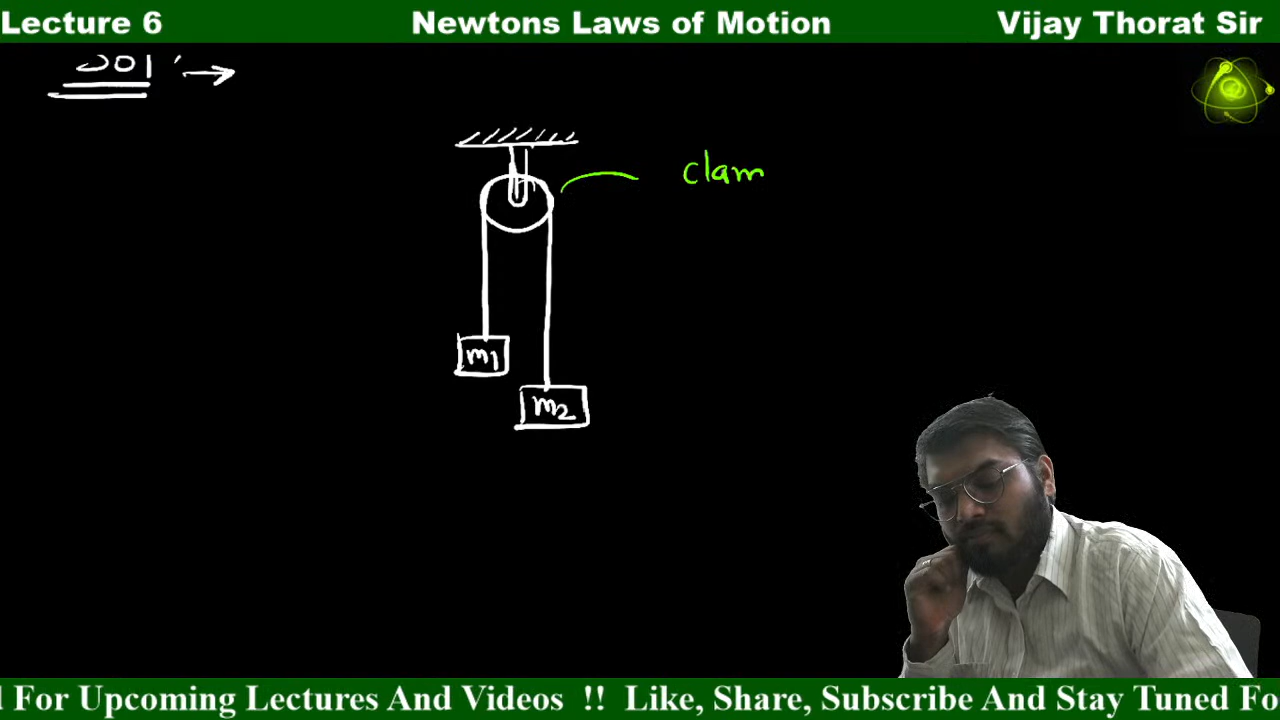 Lecture 6
Newtons Laws of Motion
Vijay Thorat Sir
Sol
clam
m1
m2
For Upcoming Lectures And Videos !! Like, Share, Subscribe And Stay Tuned Fo